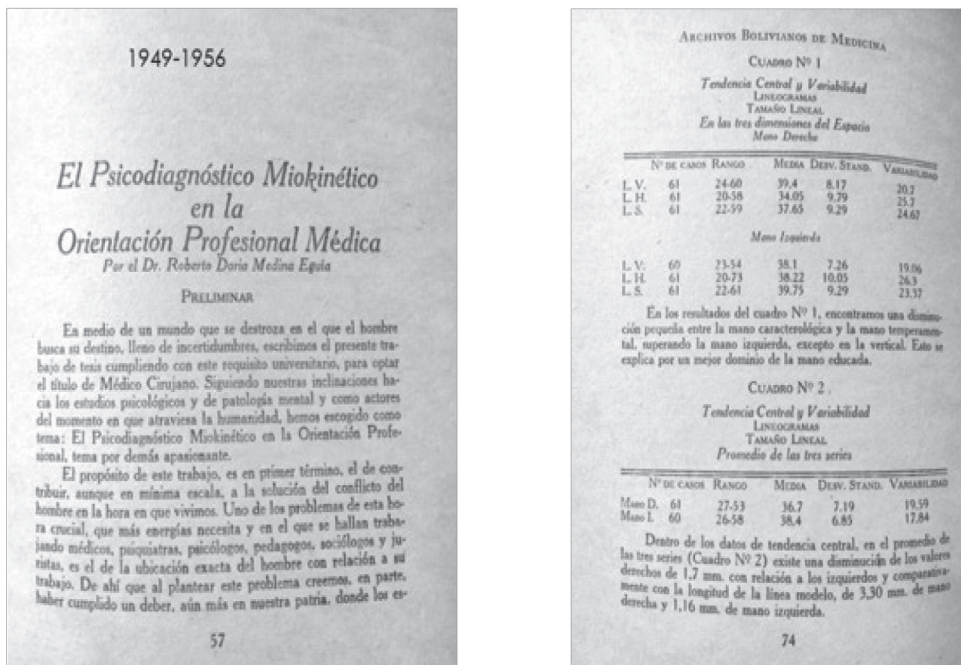 1949-1956
El Psicodiagnóstico Miokinético
en la
Orientación Profesional Médica
Por el Dr. Roberto Doria Medina Eguía
PRELIMINAR
En medio de un mundo que se destroza en el que el hombre
busca su destino, lleno de incertidumbres, escribimos el presente tra-
bajo de tesis cumpliendo con este requisito universitario, para optar
el título de Médico Cirujano. Siguiendo nuestras inclinaciones ha-
cia los estudios psicológicos y de patología mental y como actores
del momento en que atraviesa la humanidad, hemos escogido como
tema: El Psicodiagnóstico Miokinético en la Orientación Profe-
sional, tema por demás apasionante.
El propósito de este trabajo, es en primer término, el de con-
tribuir, aunque en mínima escala, a la solución del conflicto del
hombre en la hora en que vivimos. Uno de los problemas de esta ho-
ra crucial, que más energías necesita y en el que se hallan traba-
jando médicos, psiquiatras, psicólogos, pedagogos, sociólogos y ju-
ristas, es el de la ubicación exacta del hombre con relación a su
trabajo. De ahí que al plantear este problema creemos, en parte,
haber cumplido un deber, aún más en nuestra patria, donde los es-
57
ARCHIVOS BOLIVIANOS DE MEDICINA
CUADRO Nº 1
Tendencia Central y Variabilidad
LINEOGRAMAS
TAMAÑO LINEAL
En las tres dimensiones del Espacio
Mano Derecha
Nº DE CASOS RANGO MEDIA DESV. STAND. VARIABILIDAD
L. V. 61 24-60 39,4 8.17 20.7
L. H. 61 20-58 34.05 9.79 25.7
L. S. 61 22-59 37.65 9.29 24.67
Mano Izquierda
L. V. 60 23-54 38.1 7.26 19.06
L. H. 61 20-73 38.22 10.05 26.3
L. S. 61 22-61 39.75 9.29 23.37
En los resultados del cuadro Nº 1, encontramos una disminu-
ción pequeña entre la mano caracterológica y la mano temperamen-
tal, superando la mano izquierda, excepto en la vertical. Esto se
explica por un mejor dominio de la mano educada.
CUADRO Nº 2.
Tendencia Central y Variabilidad
LINEOGRAMAS
TAMAÑO LINEAL
Promedio de las tres series
Nº DE CASOS RANGO MEDIA DESV. STAND. VARIABILIDAD
Mano D. 61 27-53 36.7 7.19 19.59
Mano I. 60 26-58 38.4 6.85 17.84
Dentro de los datos de tendencia central, en el promedio de
las tres series (Cuadro Nº 2) existe una disminución de los valores
derechos de 1,7 mm. con relación a los izquierdos y comparativa-
mente con la longitud de la línea modelo, de 3,30 mm. de mano
derecha y 1,16 mm. de mano izquierda.
74